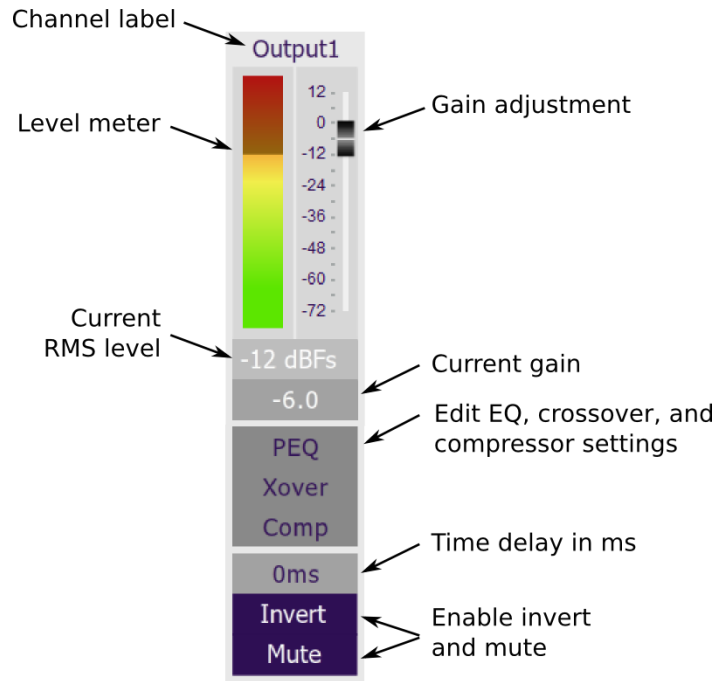 Channel label
Output1
Level meter
12
0
-12
-24
-36
-48
-60
-72
Gain adjustment
Current
RMS level
-12 dBFs
-6.0
Current gain
PEQ
Xover
Comp
Edit EQ, crossover, and
compressor settings
0ms
Time delay in ms
Invert
Mute
Enable invert
and mute